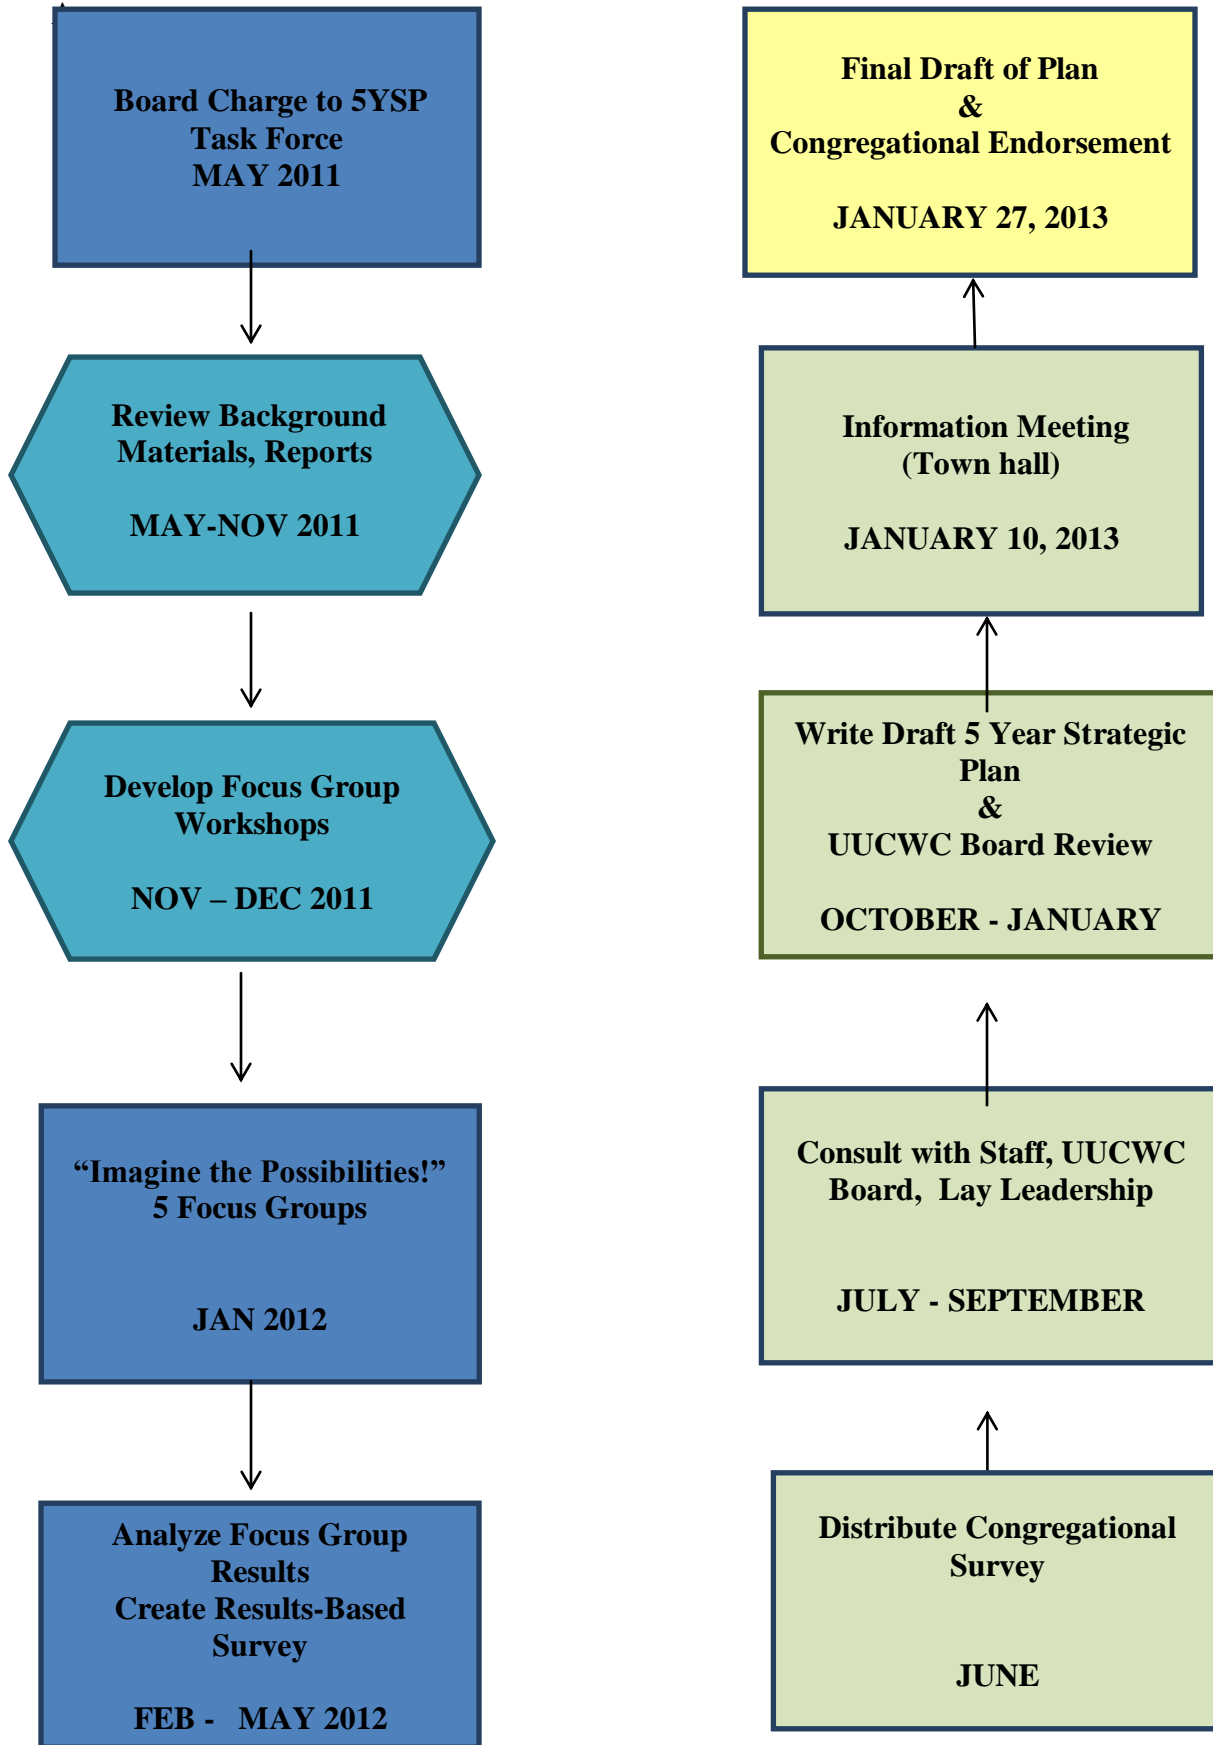 Board Charge to 5YSP
Task Force
MAY 2011
Review Background
Materials, Reports
MAY-NOV 2011
Develop Focus Group
Workshops
NOV – DEC 2011
“Imagine the Possibilities!”
5 Focus Groups
JAN 2012
Analyze Focus Group
Results
Create Results-Based
Survey
FEB - MAY 2012
Final Draft of Plan
&
Congregational Endorsement
JANUARY 27, 2013
Information Meeting
(Town hall)
JANUARY 10, 2013
Write Draft 5 Year Strategic
Plan
&
UUCWC Board Review
OCTOBER - JANUARY
Consult with Staff, UUCWC
Board, Lay Leadership
JULY - SEPTEMBER
Distribute Congregational
Survey
JUNE